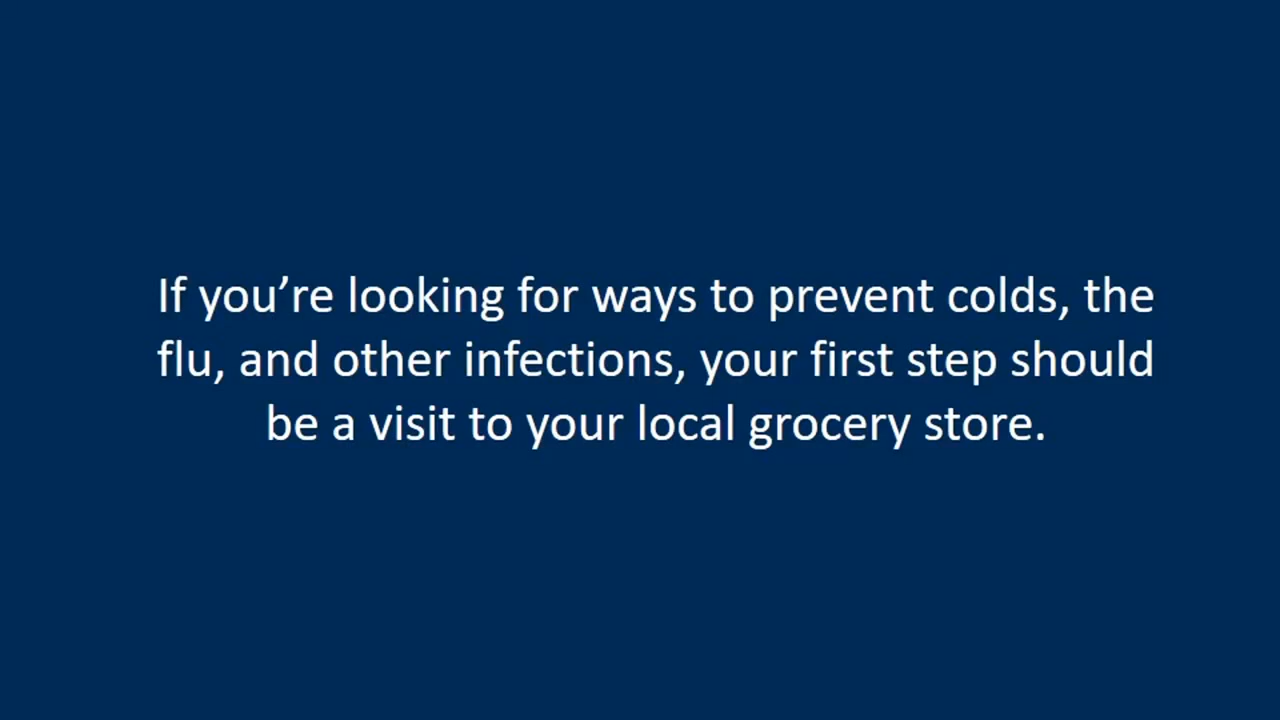 If you’re looking for ways to prevent colds, the
flu, and other infections, your first step should
be a visit to your local grocery store.